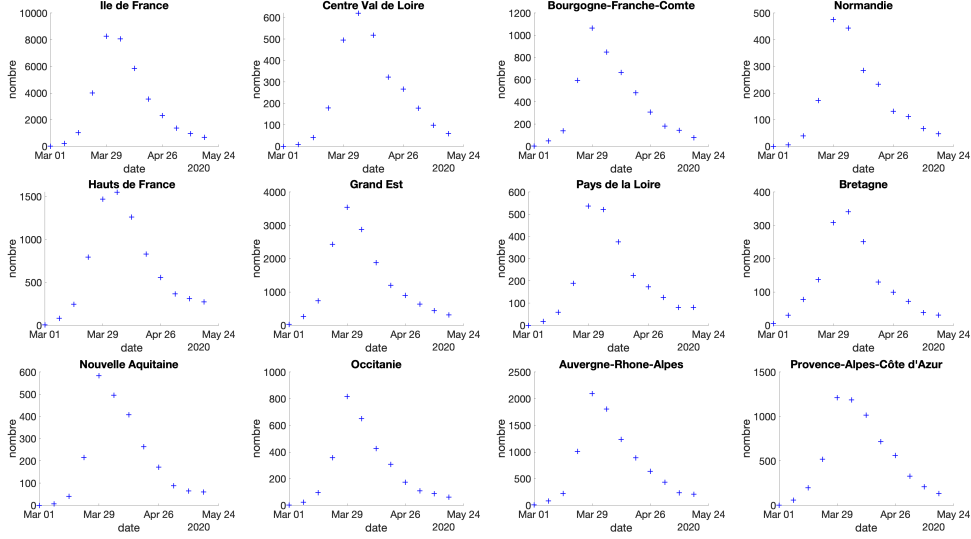 Ile de France
10000
8000
6000
4000
2000
0
nombre
Mar 01 Mar 29 Apr 26 May 24
date 2020
Centre Val de Loire
600
500
400
300
200
100
0
nombre
Mar 01 Mar 29 Apr 26 May 24
date 2020
Bourgogne-Franche-Comte
1200
1000
800
600
400
200
0
nombre
Mar 01 Mar 29 Apr 26 May 24
date 2020
Normandie
500
400
300
200
100
0
nombre
Mar 01 Mar 29 Apr 26 May 24
date 2020
Hauts de France
1500
1000
500
0
nombre
Mar 01 Mar 29 Apr 26 May 24
date 2020
Grand Est
4000
3000
2000
1000
0
nombre
Mar 01 Mar 29 Apr 26 May 24
date 2020
Pays de la Loire
600
500
400
300
200
100
0
nombre
Mar 01 Mar 29 Apr 26 May 24
date 2020
Bretagne
400
300
200
100
0
nombre
Mar 01 Mar 29 Apr 26 May 24
date 2020
Nouvelle Aquitaine
600
500
400
300
200
100
0
nombre
Mar 01 Mar 29 Apr 26 May 24
date 2020
Occitanie
1000
800
600
400
200
0
nombre
Mar 01 Mar 29 Apr 26 May 24
date 2020
Auvergne-Rhone-Alpes
2500
2000
1500
1000
500
0
nombre
Mar 01 Mar 29 Apr 26 May 24
date 2020
Provence-Alpes-Côte d'Azur
1500
1000
500
0
nombre
Mar 01 Mar 29 Apr 26 May 24
date 2020